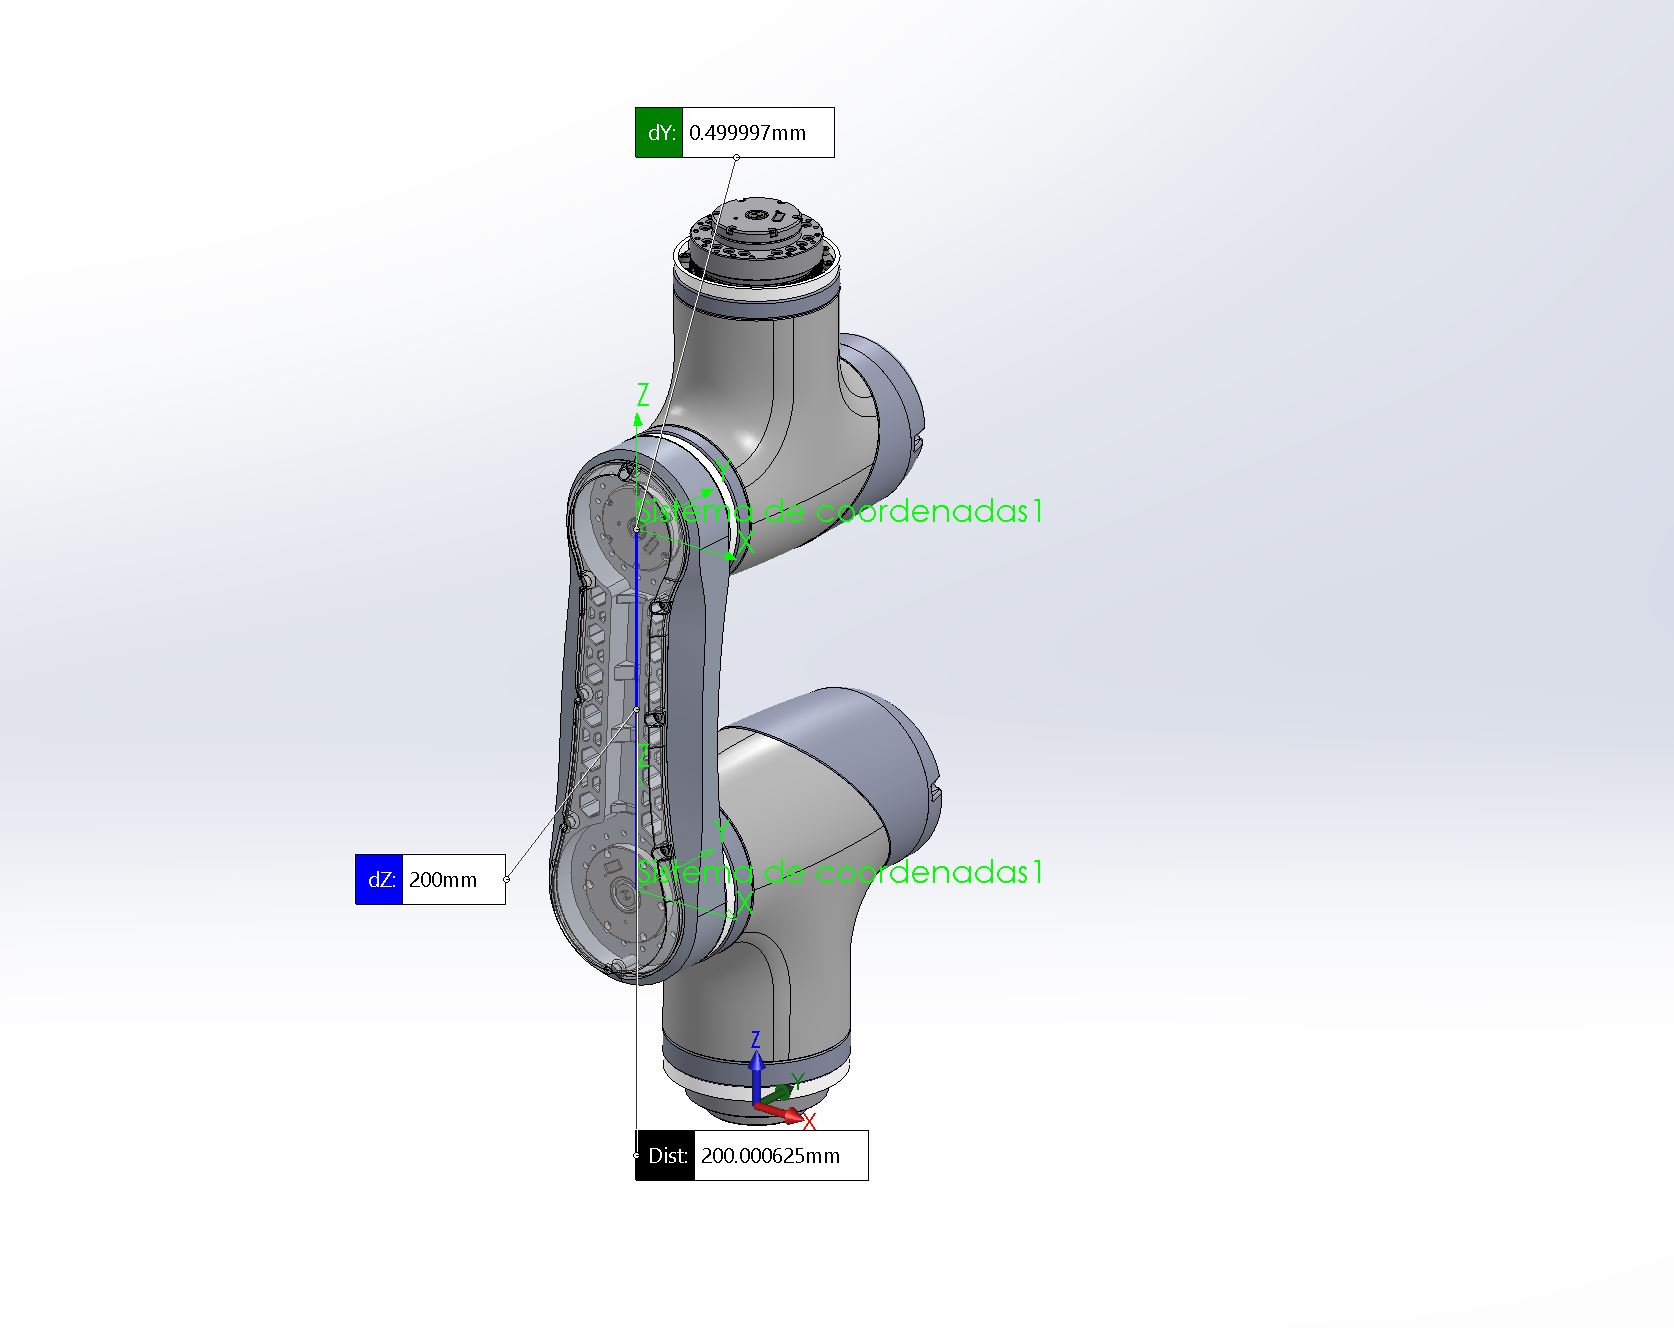 dY: 0.499997mm
Z
Y
Sistema de coordenadas1
X
Z
Y
dZ: 200mm
Sistema de coordenadas1
X
Z
Y
X
Dist: 200.000625mm